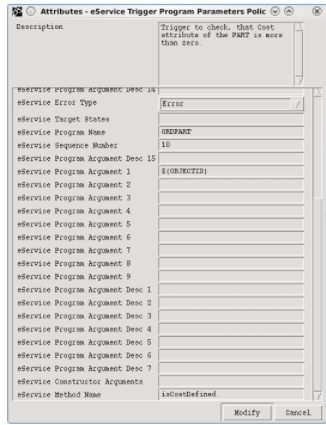 Attributes - eService Trigger Program Parameters Polic
Description Trigger to check, that Cost
attribute of the PART is more
than zero.
eService Program Argument Desc 14
eService Error Type Error
eService Target States
eService Program Name ORDPART
eService Sequence Number 10
eService Program Argument Desc 15
eService Program Argument 1 ${OBJECTID}
eService Program Argument 2
eService Program Argument 3
eService Program Argument 4
eService Program Argument 5
eService Program Argument 6
eService Program Argument 7
eService Program Argument 8
eService Program Argument 9
eService Program Argument Desc 1
eService Program Argument Desc 2
eService Program Argument Desc 3
eService Program Argument Desc 4
eService Program Argument Desc 5
eService Program Argument Desc 6
eService Program Argument Desc 7
eService Constructor Arguments
eService Method Name isCostDefined
Modify Cancel